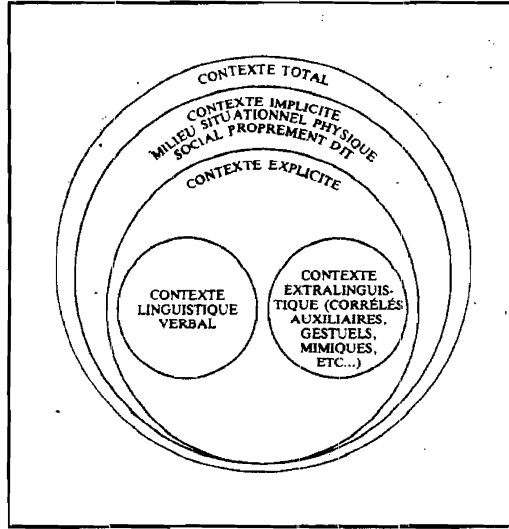 CONTEXTE TOTAL
CONTEXTE IMPLICITE
MILIEU SITUATIONNEL PHYSIQUE
SOCIAL PROPREMENT DIT
CONTEXTE EXPLICITE
CONTEXTE
LINGUISTIQUE
VERBAL
CONTEXTE
EXTRALINGUIS-
TIQUE (CORRÉLÉS
AUXILIAIRES,
GESTUELS,
MIMIQUES,
ETC...)